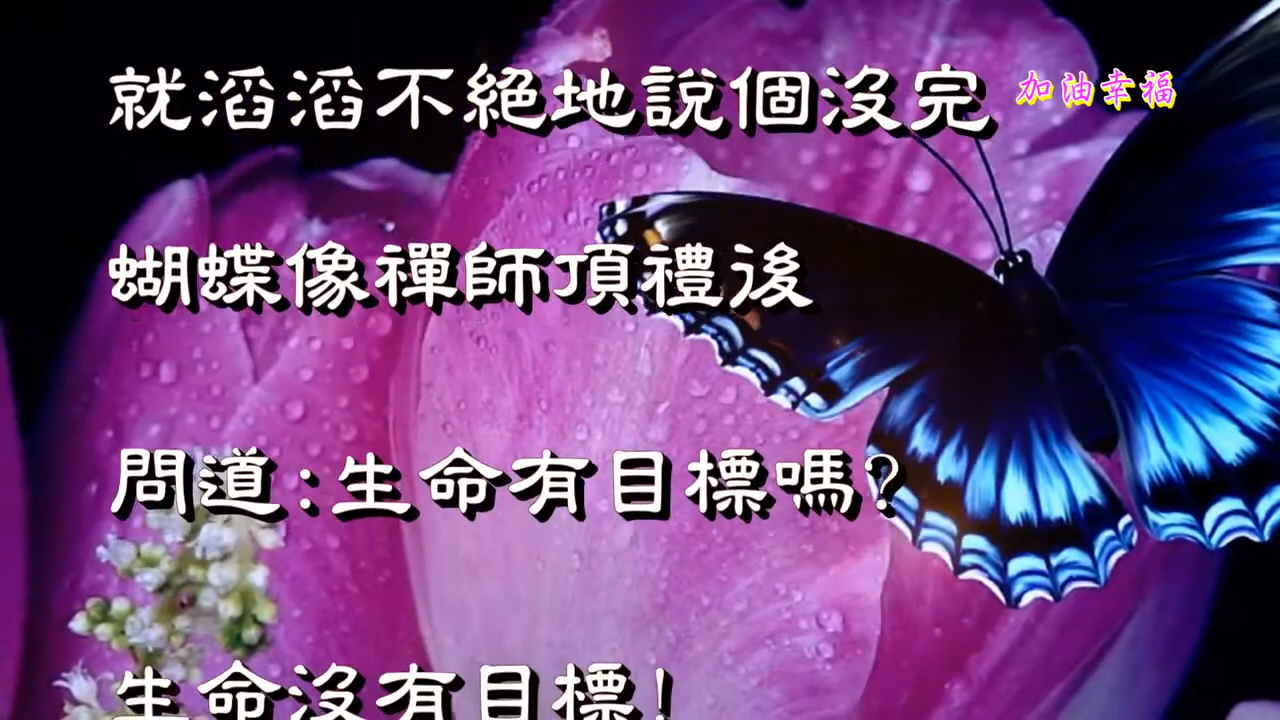 就滔滔不絕地說個沒完
加油幸福
蝴蝶像禪師頂禮後
問道:生命有目標嗎?
生命沒有目標!